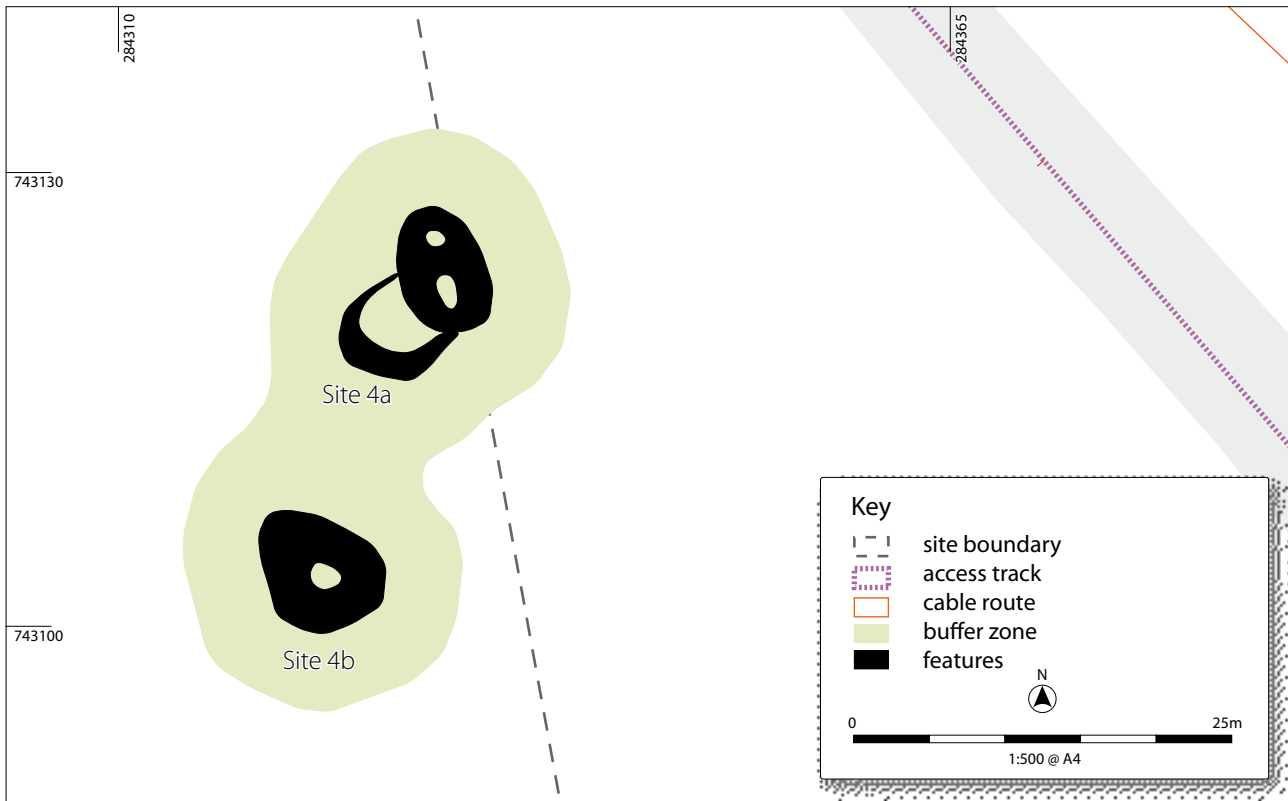 284310
284365
743130
Site 4a
743100
Site 4b
Key
site boundary
access track
cable route
buffer zone
features
N
0 25m
1:500 @ A4